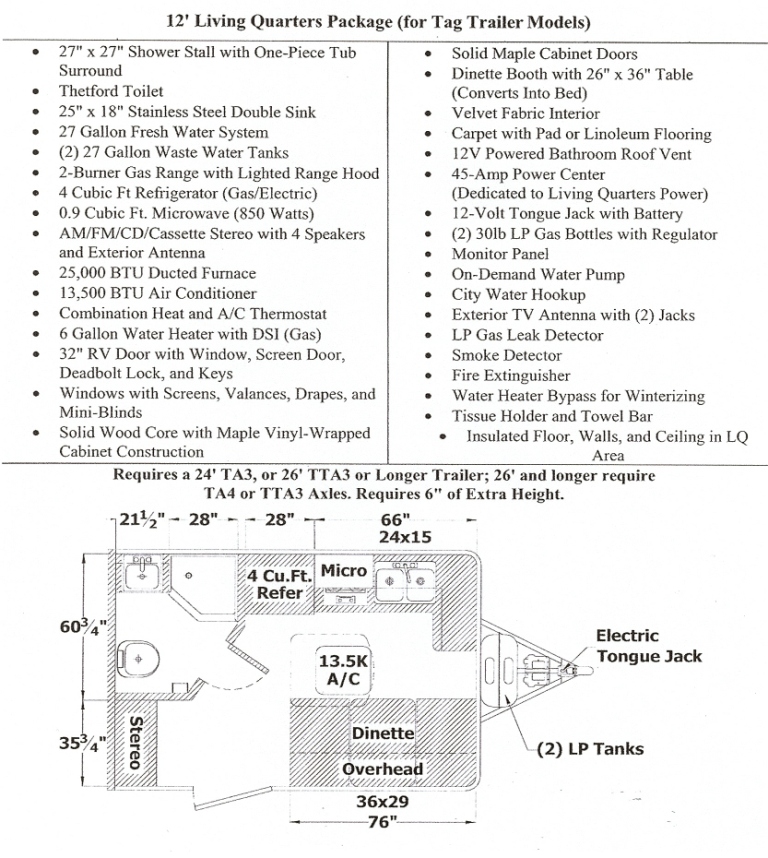 12' Living Quarters Package (for Tag Trailer Models)
27" x 27" Shower Stall with One-Piece Tub
Surround
Thetford Toilet
25" x 18" Stainless Steel Double Sink
27 Gallon Fresh Water System
(2) 27 Gallon Waste Water Tanks
2-Burner Gas Range with Lighted Range Hood
4 Cubic Ft Refrigerator (Gas/Electric)
0.9 Cubic Ft. Microwave (850 Watts)
AM/FM/CD/Cassette Stereo with 4 Speakers
and Exterior Antenna
25,000 BTU Ducted Furnace
13,500 BTU Air Conditioner
Combination Heat and A/C Thermostat
6 Gallon Water Heater with DSI (Gas)
32" RV Door with Window, Screen Door,
Deadbolt Lock, and Keys
Windows with Screens, Valances, Drapes, and
Mini-Blinds
Solid Wood Core with Maple Vinyl-Wrapped
Cabinet Construction
Solid Maple Cabinet Doors
Dinette Booth with 26" x 36" Table
(Converts Into Bed)
Velvet Fabric Interior
Carpet with Pad or Linoleum Flooring
12V Powered Bathroom Roof Vent
45-Amp Power Center
(Dedicated to Living Quarters Power)
12-Volt Tongue Jack with Battery
(2) 30lb LP Gas Bottles with Regulator
Monitor Panel
On-Demand Water Pump
City Water Hookup
Exterior TV Antenna with (2) Jacks
LP Gas Leak Detector
Smoke Detector
Fire Extinguisher
Water Heater Bypass for Winterizing
Tissue Holder and Towel Bar
Insulated Floor, Walls, and Ceiling in LQ
Area
Requires a 24' TA3, or 26' TTA3 or Longer Trailer; 26' and longer require
TA4 or TTA3 Axles. Requires 6" of Extra Height.
21½" 28" 28" 66"
24x15
4 Cu.Ft.
Refer
Micro
60¾"
13.5K
A/C
Electric
Tongue Jack
35¾"
Stereo
Dinette
Overhead
(2) LP Tanks
36x29
76"